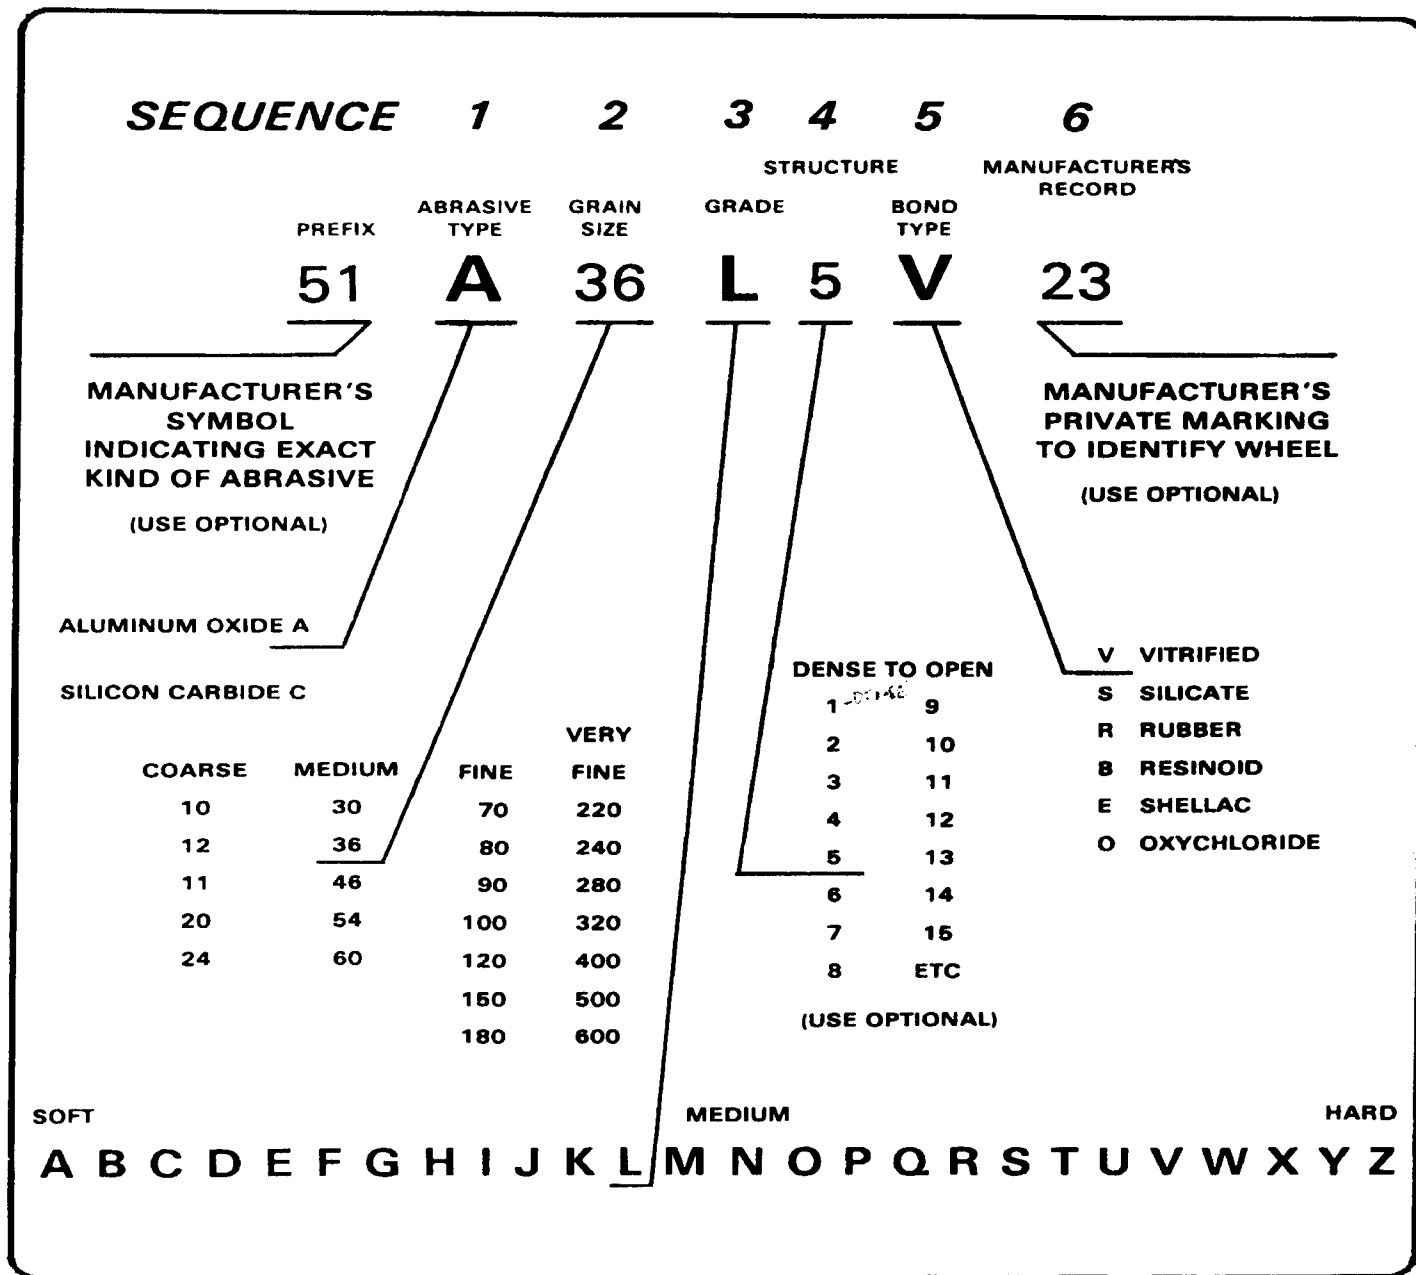 SEQUENCE 1 2 3 4 5 6
STRUCTURE MANUFACTURER'S
RECORD
ABRASIVE GRAIN GRADE BOND
PREFIX TYPE SIZE TYPE
51 A 36 L 5 V 23
MANUFACTURER'S
SYMBOL
INDICATING EXACT
KIND OF ABRASIVE
(USE OPTIONAL)
MANUFACTURER'S
PRIVATE MARKING
TO IDENTIFY WHEEL
(USE OPTIONAL)
ALUMINUM OXIDE A
SILICON CARBIDE C
VERY
COARSE MEDIUM FINE FINE
10 30 70 220
12 36 80 240
11 46 90 280
20 54 100 320
24 60 120 400
150 500
180 600
DENSE TO OPEN
1 9
2 10
3 11
4 12
5 13
6 14
7 15
8 ETC
(USE OPTIONAL)
V VITRIFIED
S SILICATE
R RUBBER
B RESINOID
E SHELLAC
O OXYCHLORIDE
SOFT MEDIUM HARD
A B C D E F G H I J K L M N O P Q R S T U V W X Y Z